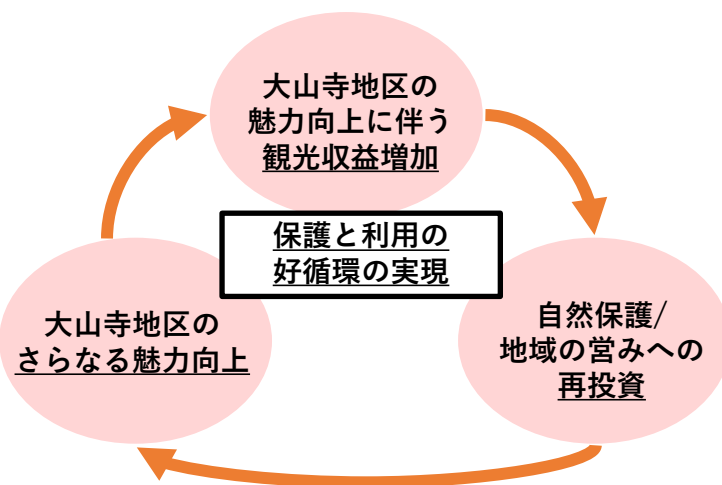 大山寺地区の
魅力向上に伴う
観光収益増加
保護と利用の
好循環の実現
大山寺地区の
さらなる魅力向上
自然保護/
地域の営みへの
再投資